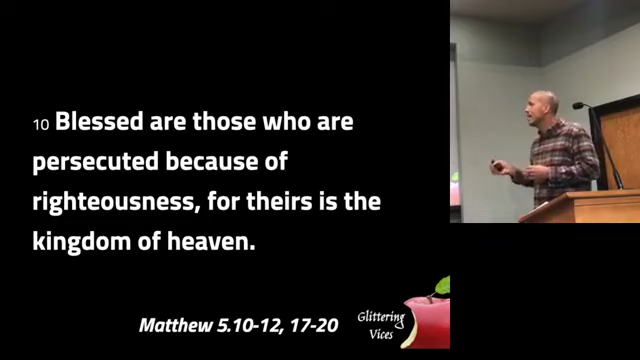 10 Blessed are those who are
persecuted because of
righteousness, for theirs is the
kingdom of heaven.
Matthew 5.10-12, 17-20
Glittering
Vices